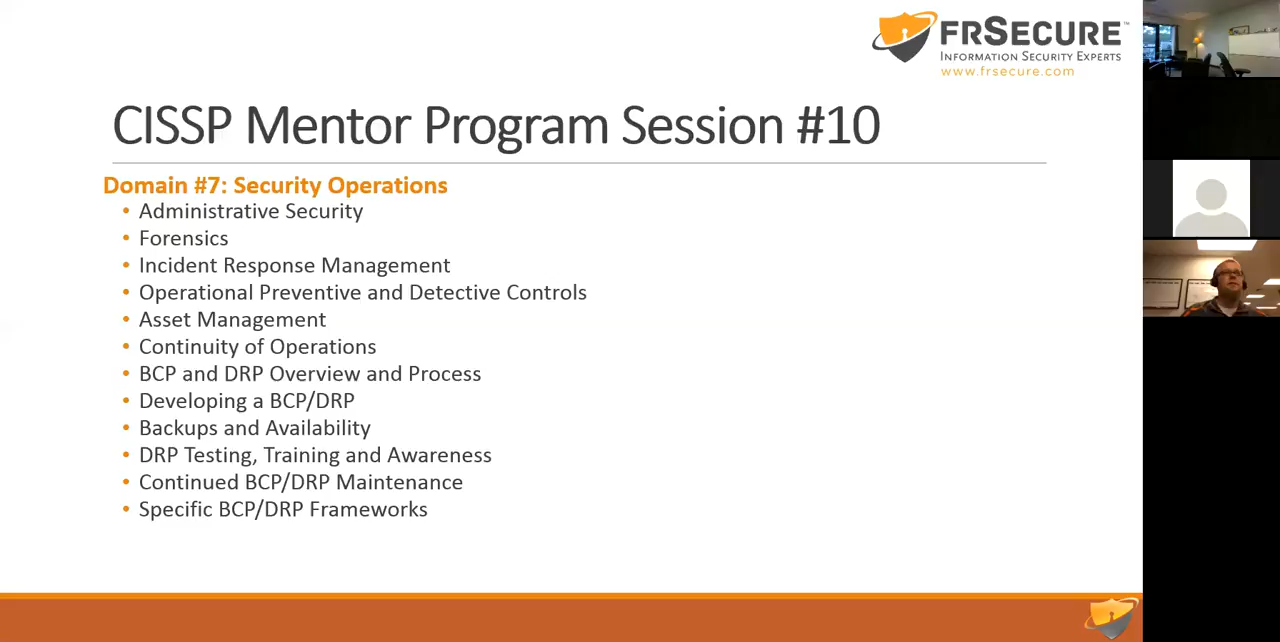 FRSECURE™
INFORMATION SECURITY EXPERTS
www.frsecure.com
CISSP Mentor Program Session #10
Domain #7: Security Operations
• Administrative Security
• Forensics
• Incident Response Management
• Operational Preventive and Detective Controls
• Asset Management
• Continuity of Operations
• BCP and DRP Overview and Process
• Developing a BCP/DRP
• Backups and Availability
• DRP Testing, Training and Awareness
• Continued BCP/DRP Maintenance
• Specific BCP/DRP Frameworks